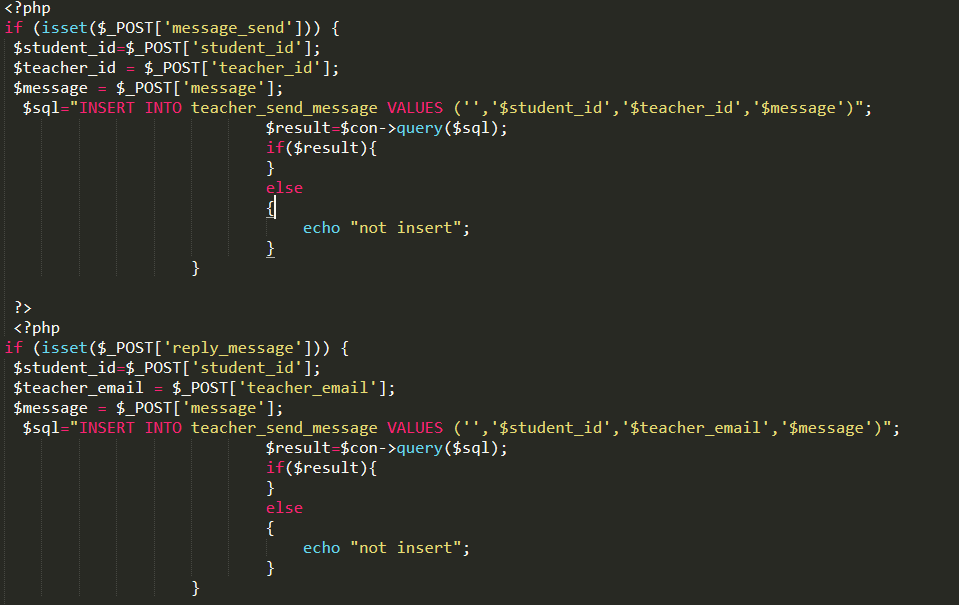 <?php
if (isset($_POST['message_send'])) {
$student_id=$_POST['student_id'];
$teacher_id = $_POST['teacher_id'];
$message = $_POST['message'];
$sql="INSERT INTO teacher_send_message VALUES ('','$student_id','$teacher_id','$message')";
$result=$con->query($sql);
if($result){
}
else
{
echo "not insert";
}
}
?>
<?php
if (isset($_POST['reply_message'])) {
$student_id=$_POST['student_id'];
$teacher_email = $_POST['teacher_email'];
$message = $_POST['message'];
$sql="INSERT INTO teacher_send_message VALUES ('','$student_id','$teacher_email','$message')";
$result=$con->query($sql);
if($result){
}
else
{
echo "not insert";
}
}